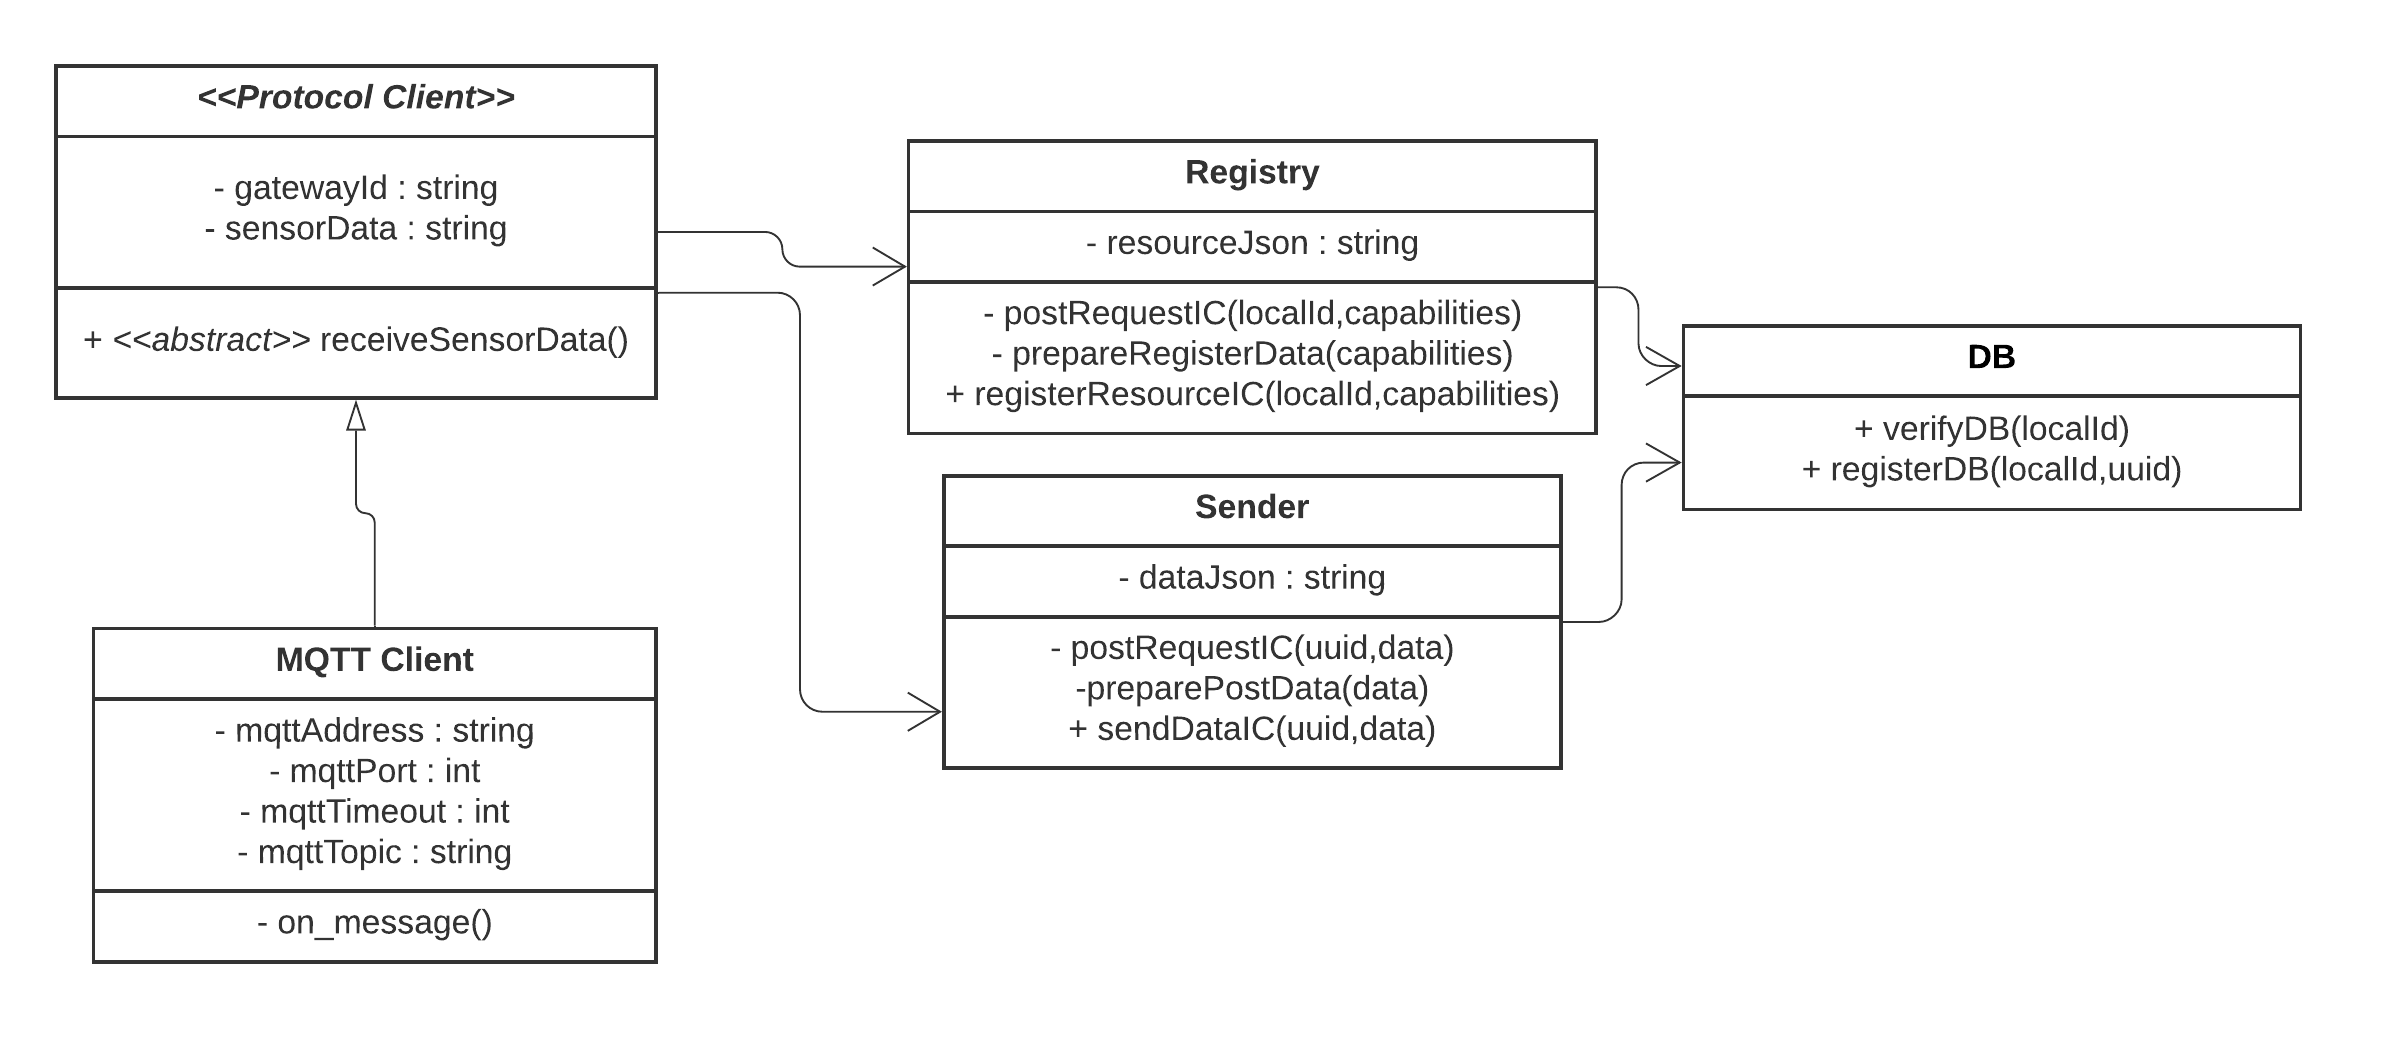 <<Protocol Client>>
- gatewayId : string
- sensorData : string
+ <<abstract>> receiveSensorData()
MQTT Client
- mqttAddress : string
- mqttPort : int
- mqttTimeout : int
- mqttTopic : string
- on_message()
Registry
- resourceJson : string
- postRequestIC(localId,capabilities)
- prepareRegisterData(capabilities)
+ registerResourceIC(localId,capabilities)
Sender
- dataJson : string
- postRequestIC(uuid,data)
-preparePostData(data)
+ sendDataIC(uuid,data)
DB
+ verifyDB(localId)
+ registerDB(localId,uuid)